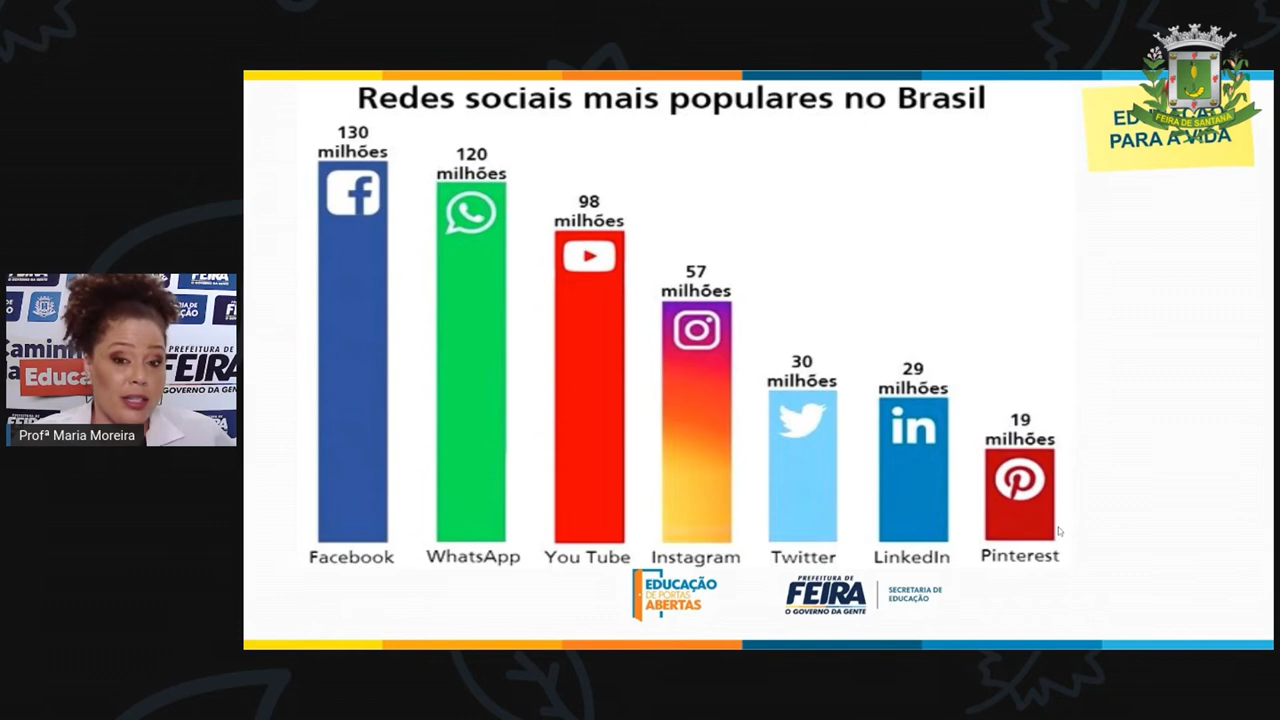 Redes sociais mais populares no Brasil
130
milhões
120
milhões
98
milhões
57
milhões
30
milhões
29
milhões
19
milhões
Facebook
WhatsApp
You Tube
Instagram
Twitter
LinkedIn
Pinterest
PARA A VIDA
FEIRA DE SANTANA
EDUCAÇÃO
DE PORTAS
ABERTAS
PREFEITURA DE
FEIRA
O GOVERNO DA GENTE
SECRETARIA DE
EDUCAÇÃO
PREFEITURA DE
FEIRA
GOVERNO DA GENTE
Educa
Profª Maria Moreira